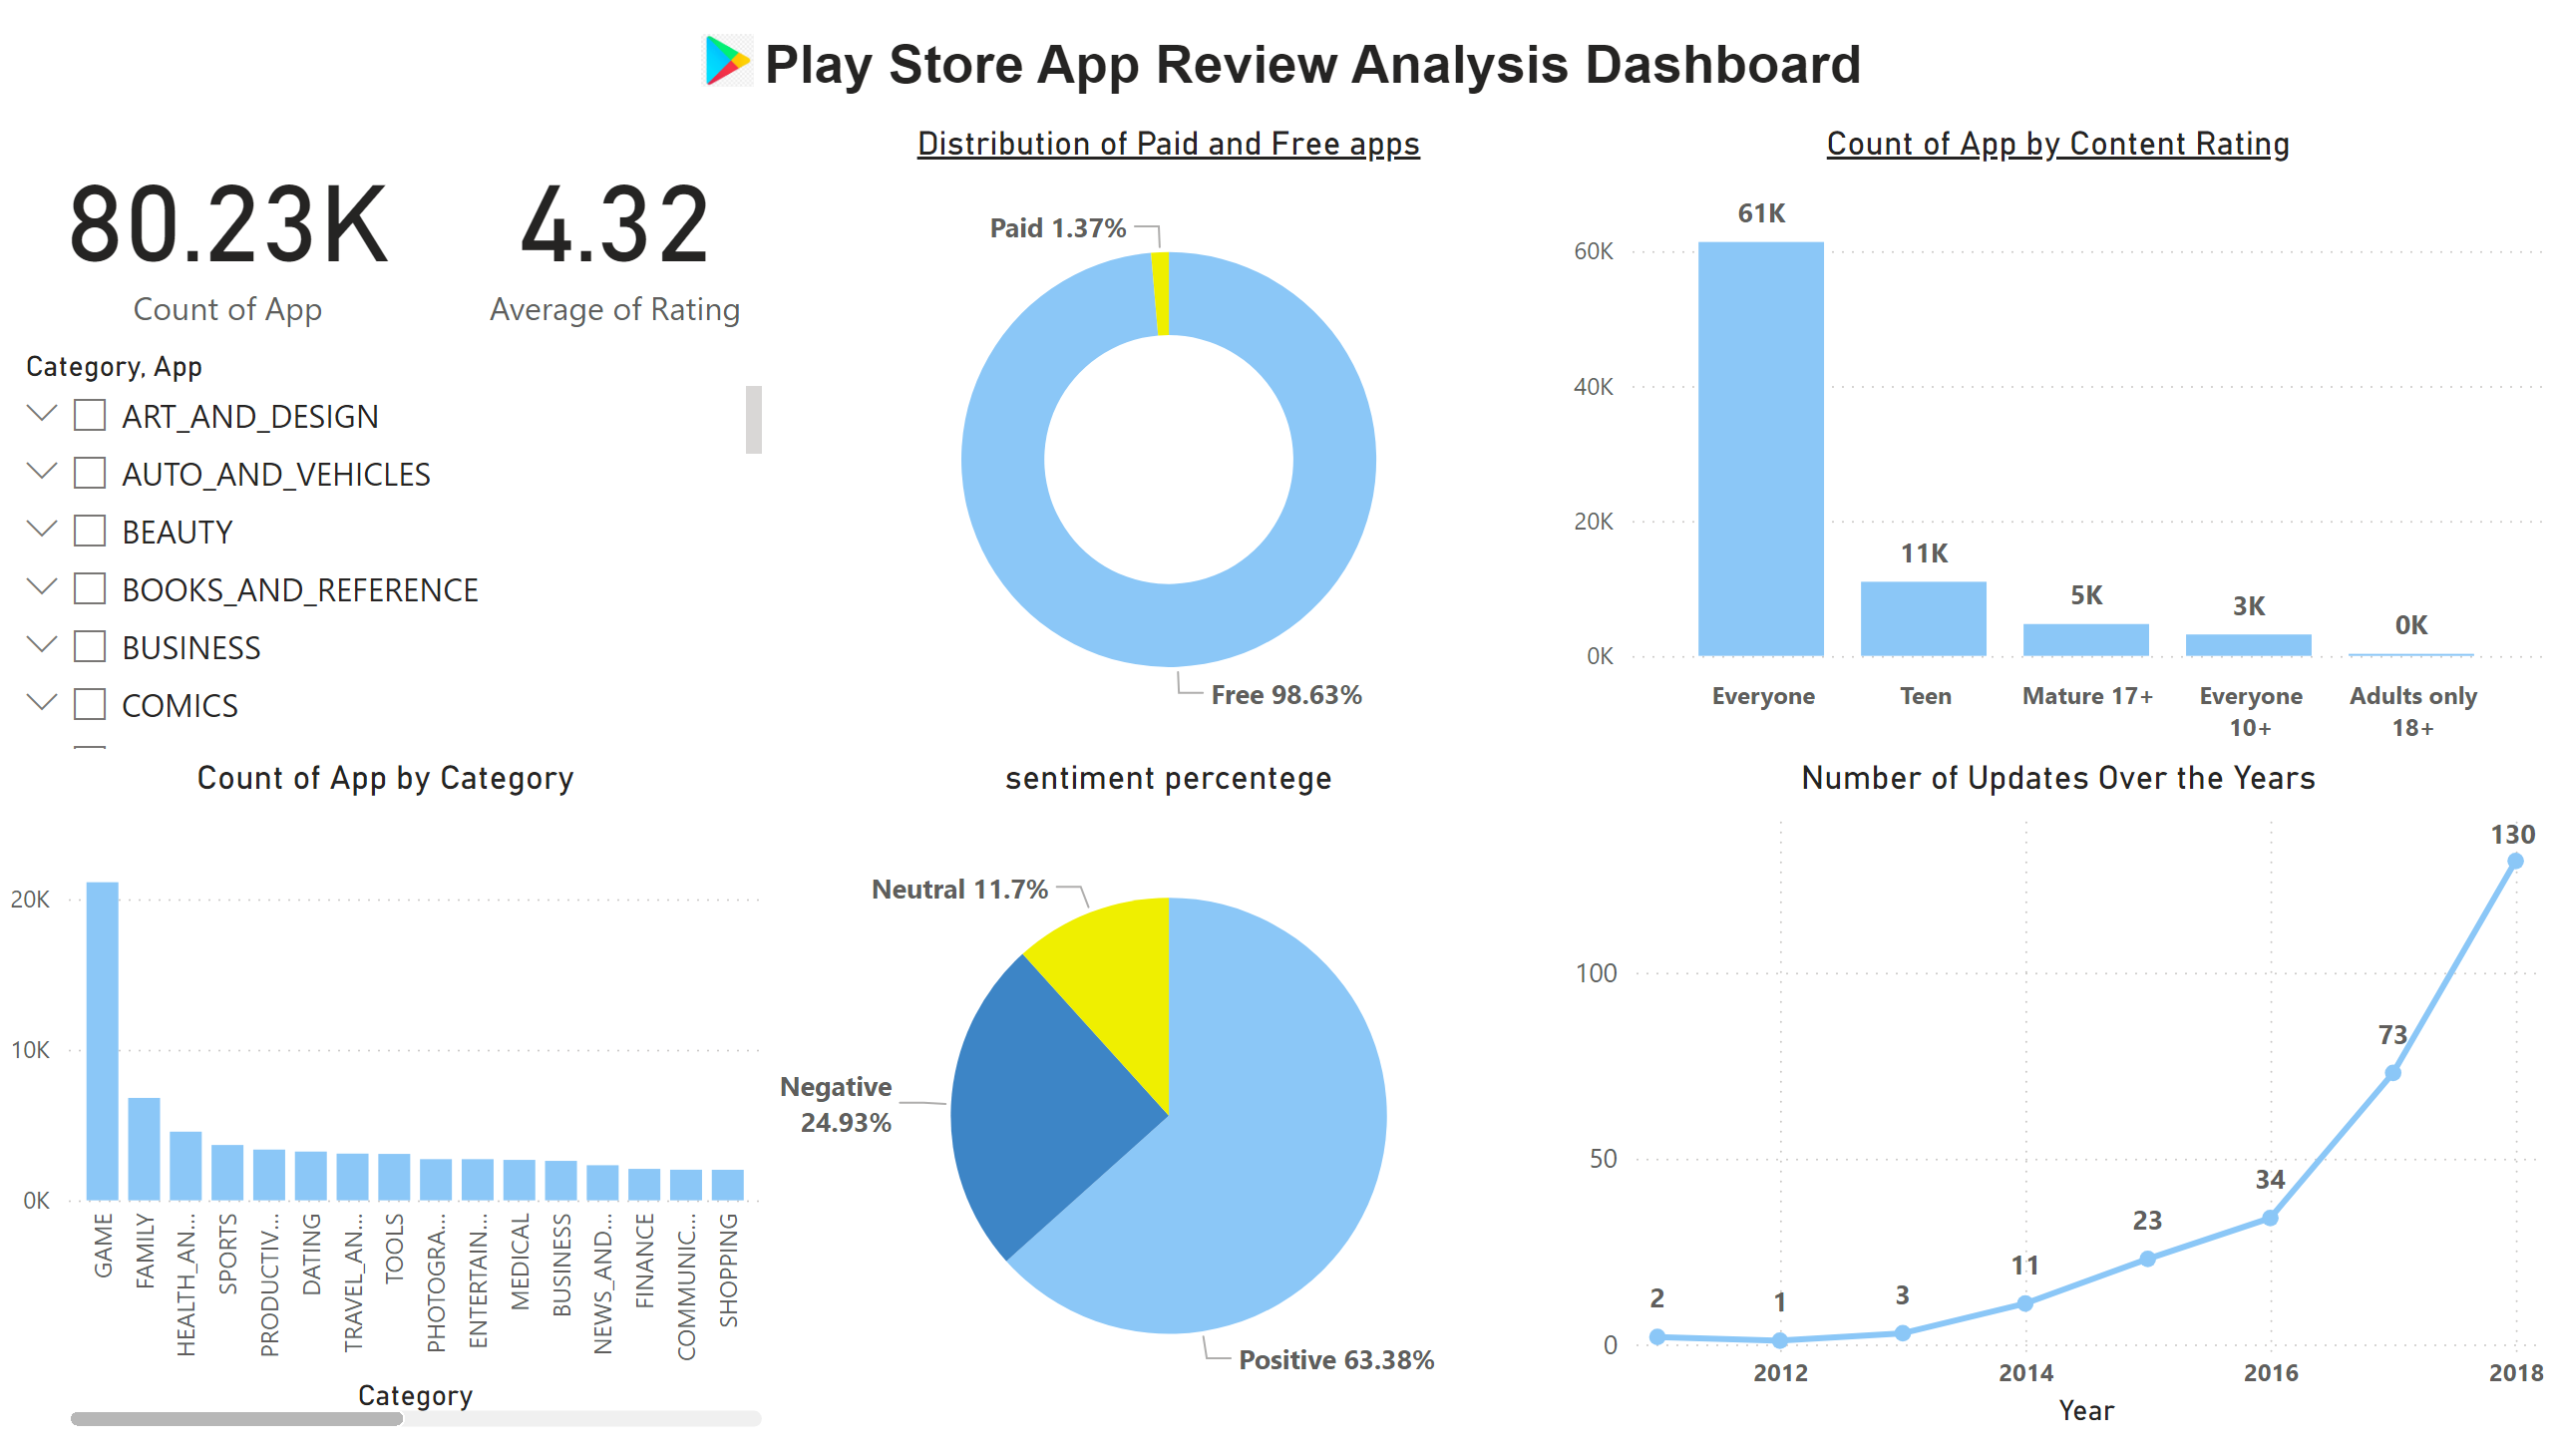 Play Store App Review Analysis Dashboard
80.23K
Count of App
4.32
Average of Rating
Category, App
ART_AND_DESIGN
AUTO_AND_VEHICLES
BEAUTY
BOOKS_AND_REFERENCE
BUSINESS
COMICS
Distribution of Paid and Free apps
Paid 1.37%
Free 98.63%
Count of App by Content Rating
60K
40K
20K
0K
61K
11K
5K
3K
0K
Everyone
Teen
Mature 17+
Everyone
10+
Adults only
18+
Count of App by Category
20K
10K
0K
GAME
FAMILY
HEALTH_AN...
SPORTS
PRODUCTIV...
DATING
TRAVEL_AN...
TOOLS
PHOTOGRA...
ENTERTAIN...
MEDICAL
BUSINESS
NEWS_AND...
FINANCE
COMMUNIC...
SHOPPING
Category
sentiment percentege
Neutral 11.7%
Negative
24.93%
Positive 63.38%
Number of Updates Over the Years
100
50
0
2
1
3
11
23
34
73
130
2012
2014
2016
2018
Year